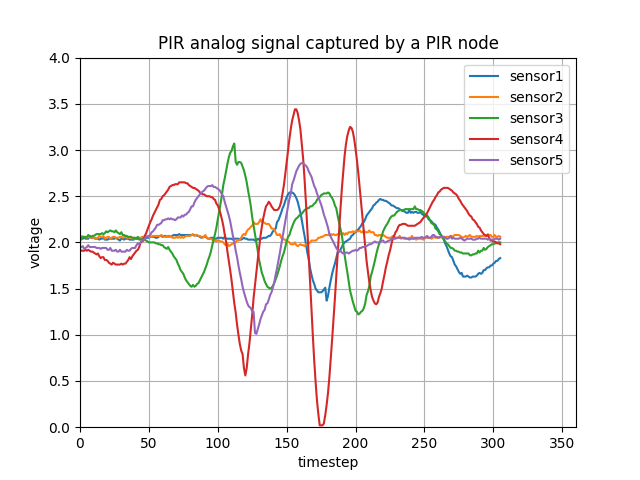 PIR analog signal captured by a PIR node
4.0
3.5
3.0
2.5
2.0
1.5
1.0
0.5
0.0
voltage
sensor1
sensor2
sensor3
sensor4
sensor5
0 50 100 150 200 250 300 350
timestep